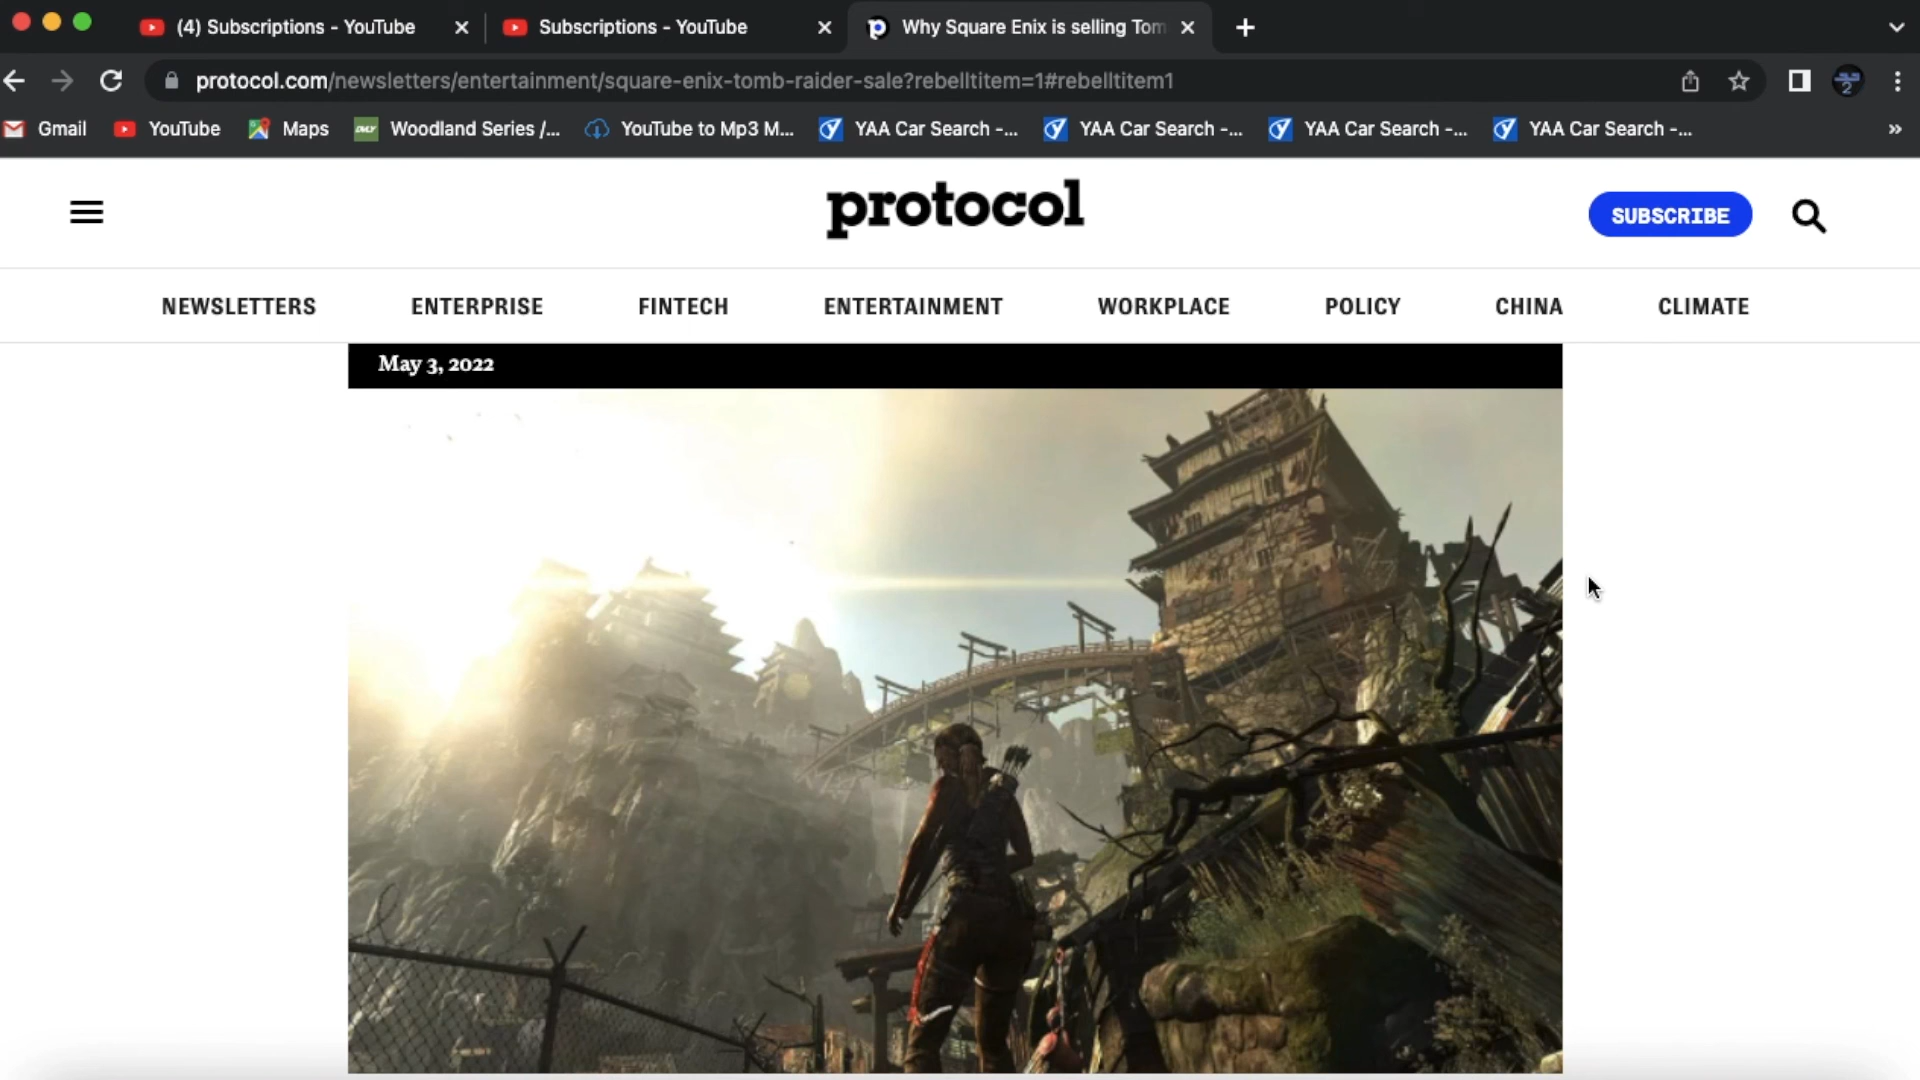 (4) Subscriptions - YouTube
Subscriptions - YouTube
Why Square Enix is selling Tom
protocol.com/newsletters/entertainment/square-enix-tomb-raider-sale?rebelltitem=1#rebelltitem1
Gmail
YouTube
Maps
Woodland Series /...
YouTube to Mp3 M...
YAA Car Search -...
YAA Car Search -...
YAA Car Search -...
YAA Car Search -...
protocol
SUBSCRIBE
NEWSLETTERS
ENTERPRISE
FINTECH
ENTERTAINMENT
WORKPLACE
POLICY
CHINA
CLIMATE
May 3, 2022